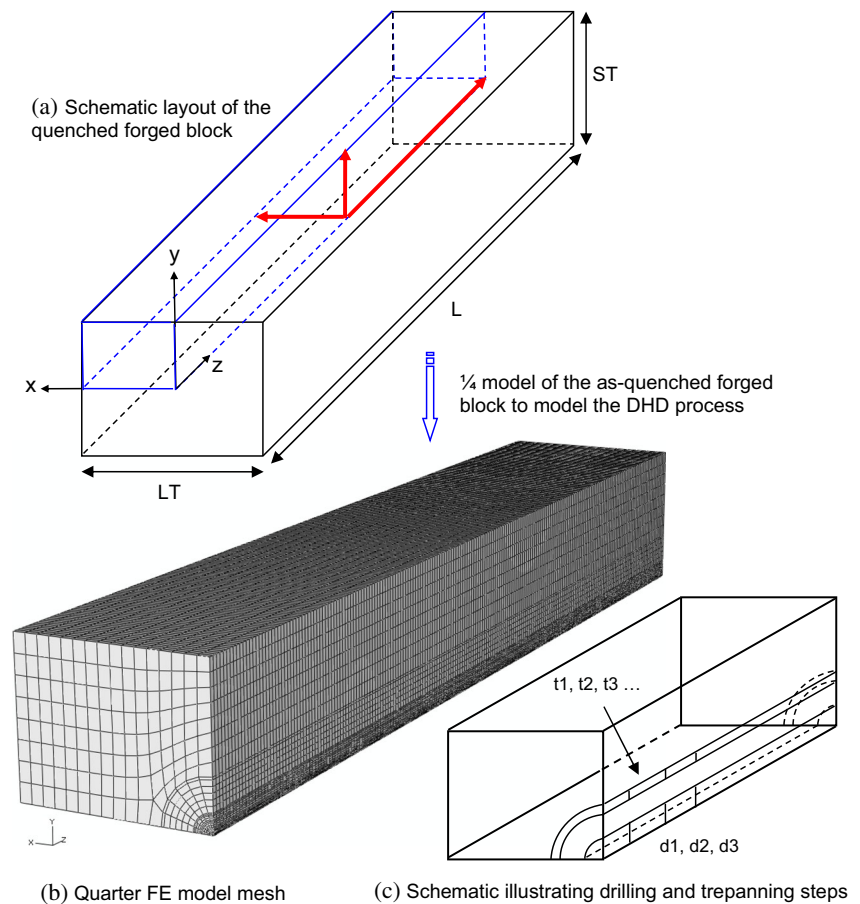 ST
(a) Schematic layout of the
quenched forged block
y
L
z
x
¼ model of the as-quenched forged
block to model the DHD process
LT
t1, t2, t3 ...
d1, d2, d3
Y
X
Z
(b) Quarter FE model mesh
(c) Schematic illustrating drilling and trepanning steps